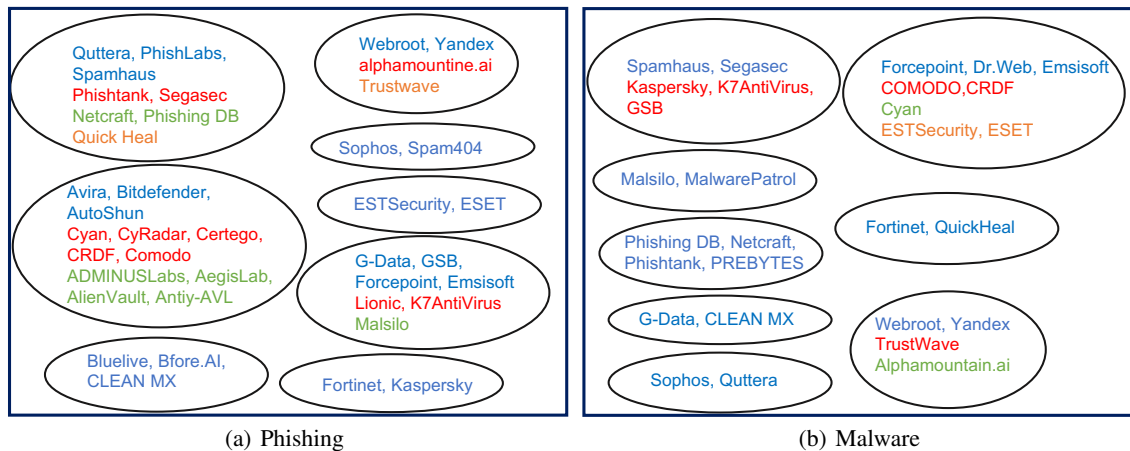 Quttera, PhishLabs,
Spamhaus
Phishtank, Segasec
Netcraft, Phishing DB
Quick Heal
Webroot, Yandex
alphamountine.ai
Trustwave
Sophos, Spam404
Avira, Bitdefender,
AutoShun
Cyan, CyRadar, Certego,
CRDF, Comodo
ADMINUSLabs, AegisLab,
AlienVault, Antiy-AVL
ESTSecurity, ESET
G-Data, GSB,
Forcepoint, Emsisoft
Lionic, K7AntiVirus
Malsilo
Bluelive, Bfore.AI,
CLEAN MX
Fortinet, Kaspersky
(a) Phishing
Spamhaus, Segasec
Kaspersky, K7AntiVirus,
GSB
Forcepoint, Dr.Web, Emsisoft
COMODO,CRDF
Cyan
ESTSecurity, ESET
Malsilo, MalwarePatrol
Phishing DB, Netcraft,
Phishtank, PREBYTES
Fortinet, QuickHeal
G-Data, CLEAN MX
Webroot, Yandex
TrustWave
Alphamountain.ai
Sophos, Quttera
(b) Malware